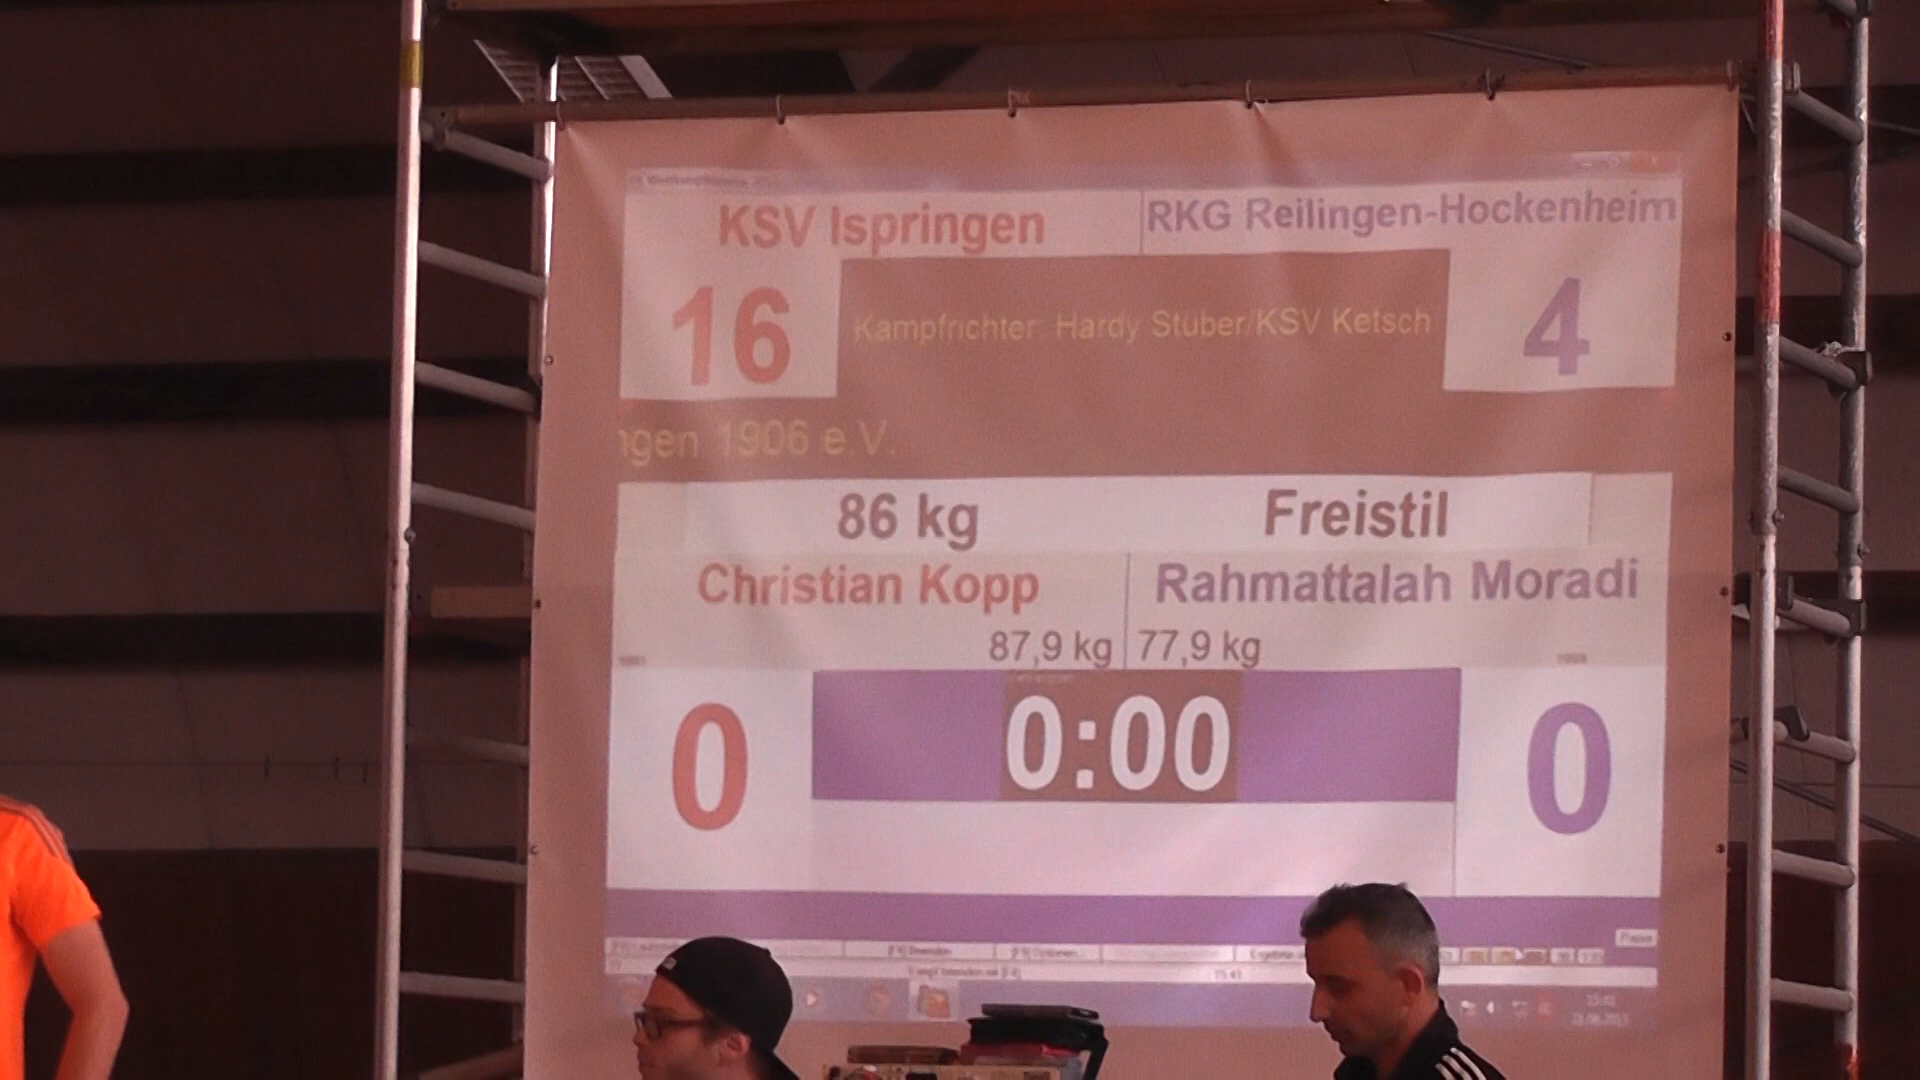 KSV Ispringen RKG Reilingen-Hockenheim
16 Kampfrichter: Hardy Stüber/KSV Ketsch 4
ngen 1906 e.V.
86 kg Freistil
Christian Kopp Rahmattalah Moradi
87,9 kg 77,9 kg
0 0:00 0